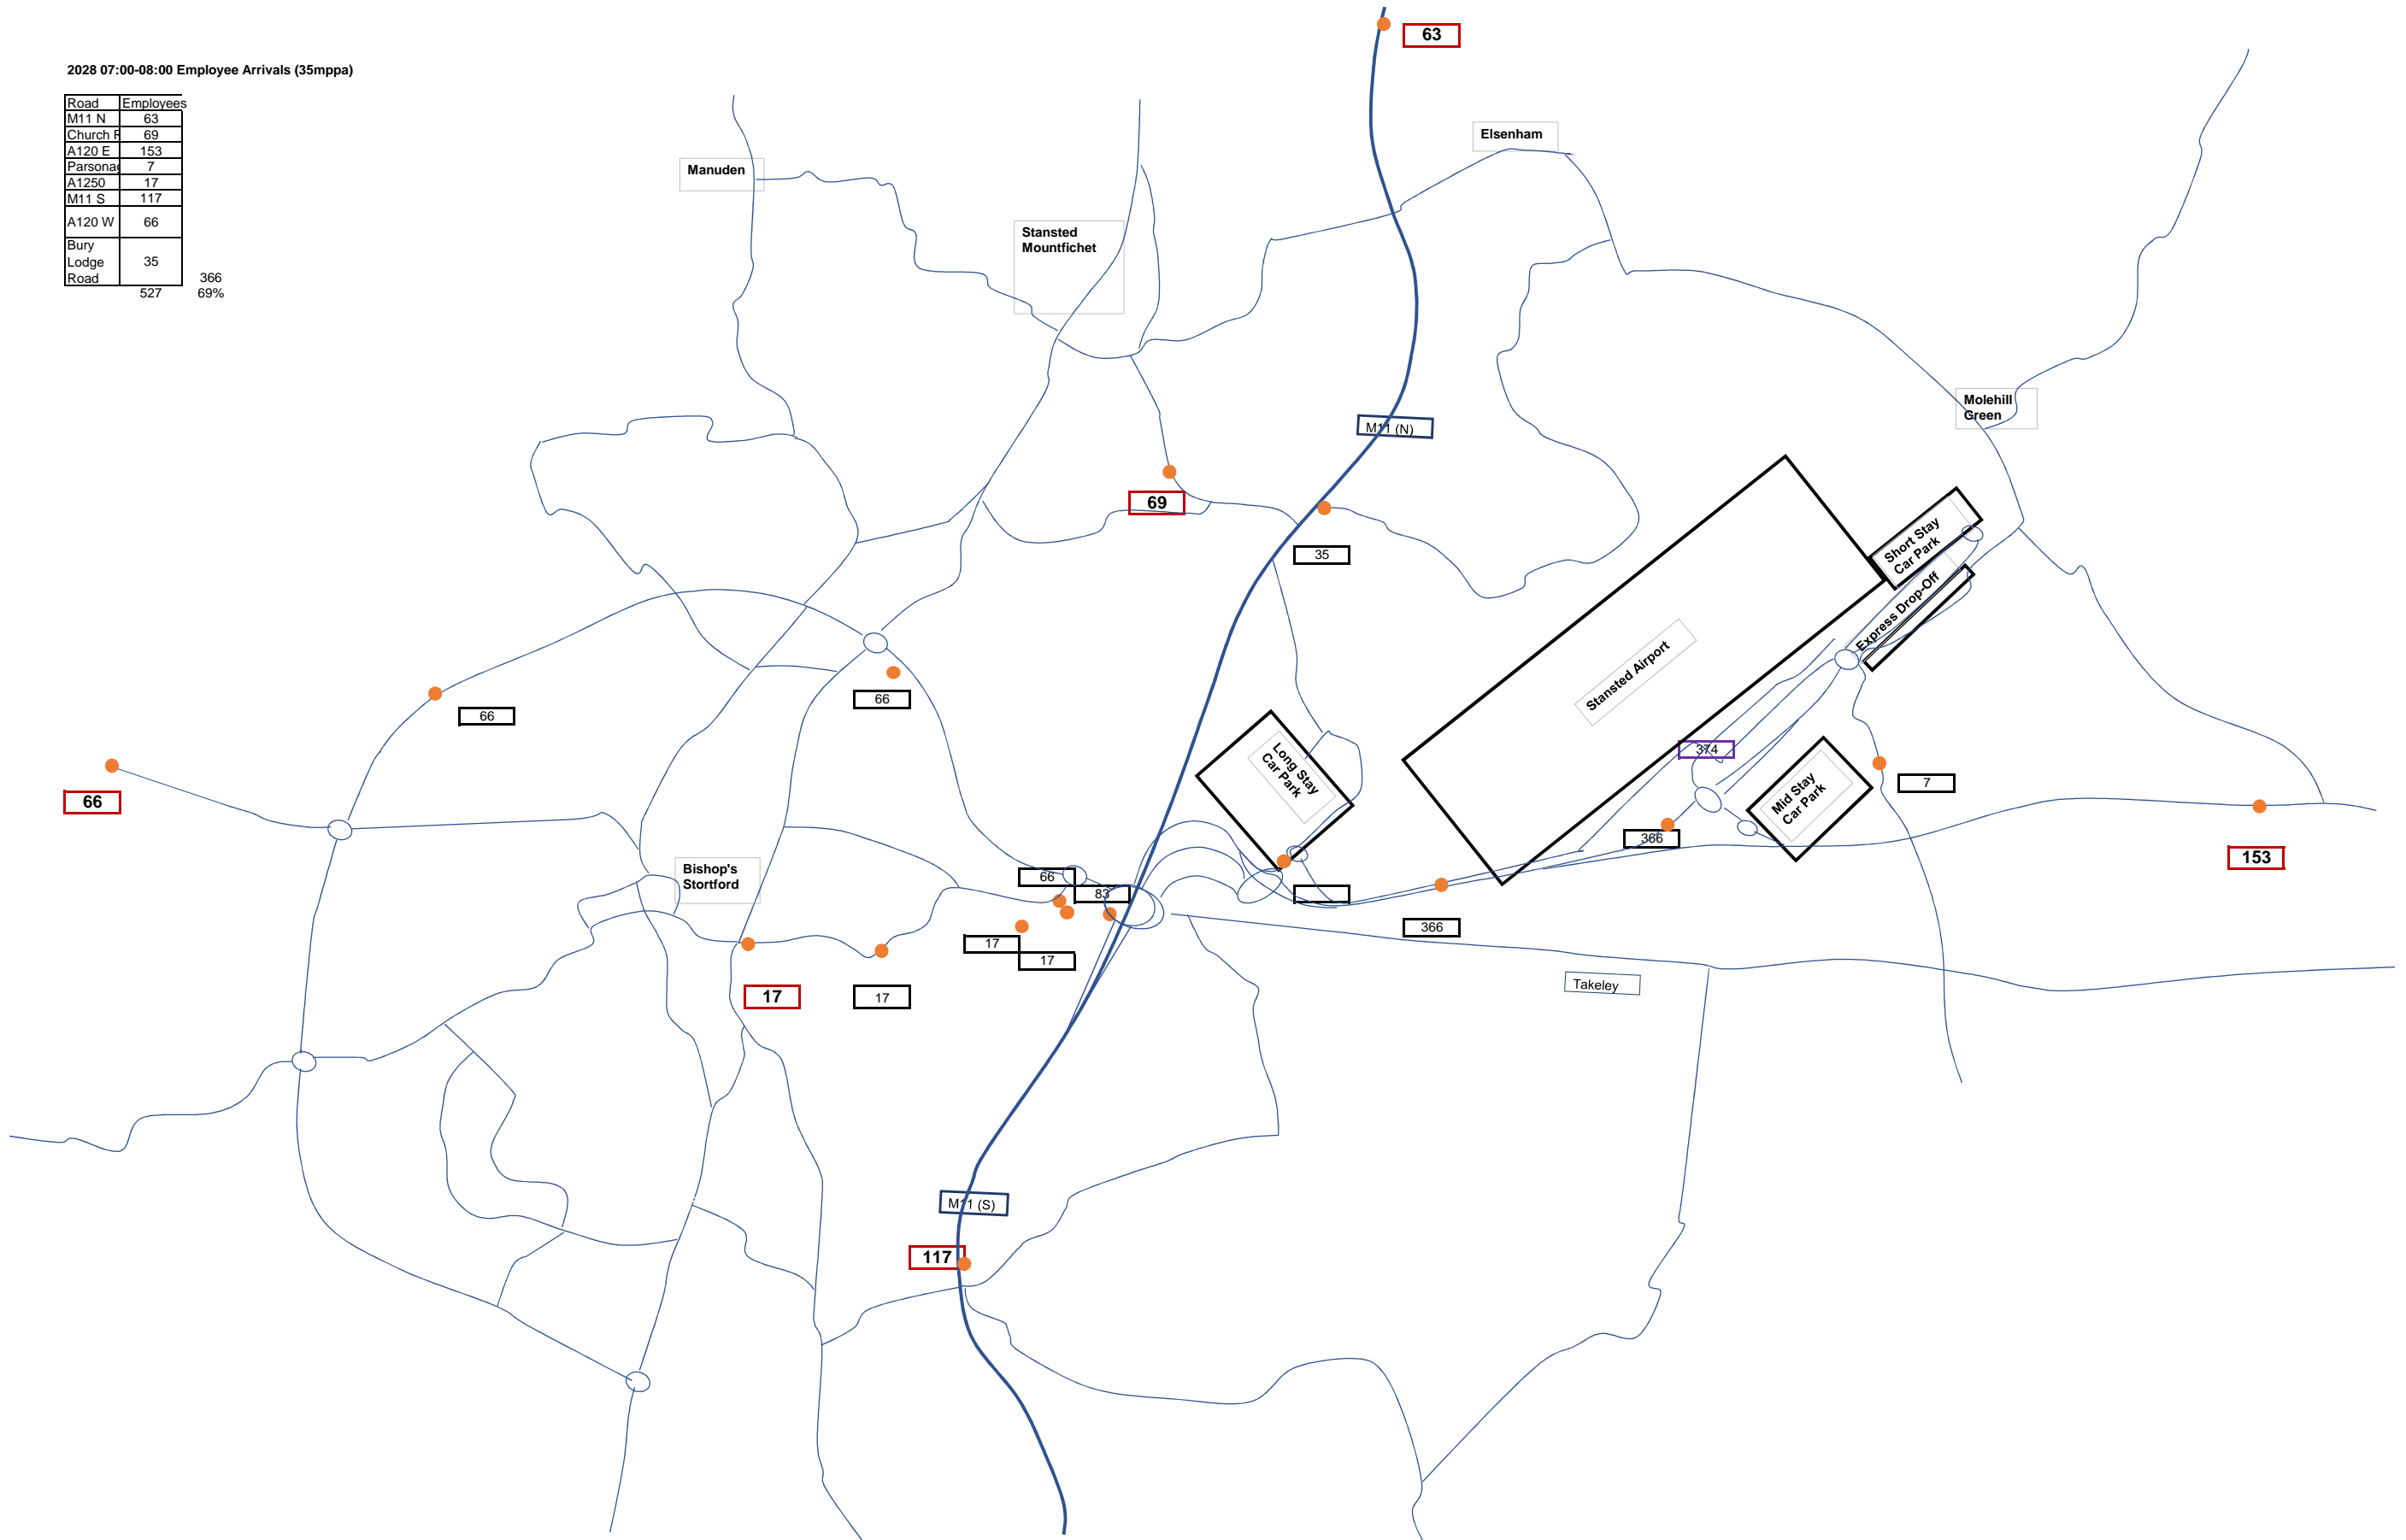 63
2028 07:00-08:00 Employee Arrivals (35mppa)
Road Employees
M11 N 63
Church R 69
A120 E 153
Parsonag 7
A1250 17
M11 S 117
A120 W 66
Bury
Lodge 35
Road 366
527 69%
Elsenham
Manuden
Stansted
Mountfichet
Molehill
Green
M11 (N)
69
35
Short Stay
Car Park
Express Drop-Off
Stansted Airport
66
66
Long Stay
Car Park
374
Mid Stay
Car Park
7
66
366
153
Bishop's
Stortford
66
83
366
17
17
Takeley
17
17
M11 (S)
117